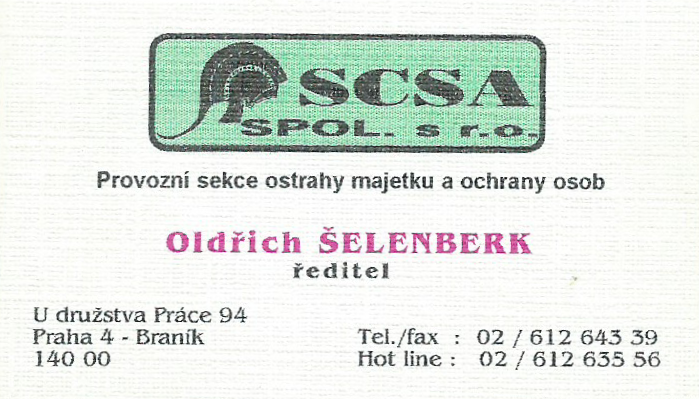 SCSA
SPOL. s r.o.
Provozní sekce ostrahy majetku a ochrany osob
Oldřich ŠELENBERK
ředitel
U družstva Práce 94
Praha 4 - Braník
140 00
Tel./fax : 02 / 612 643 39
Hot line : 02 / 612 635 56